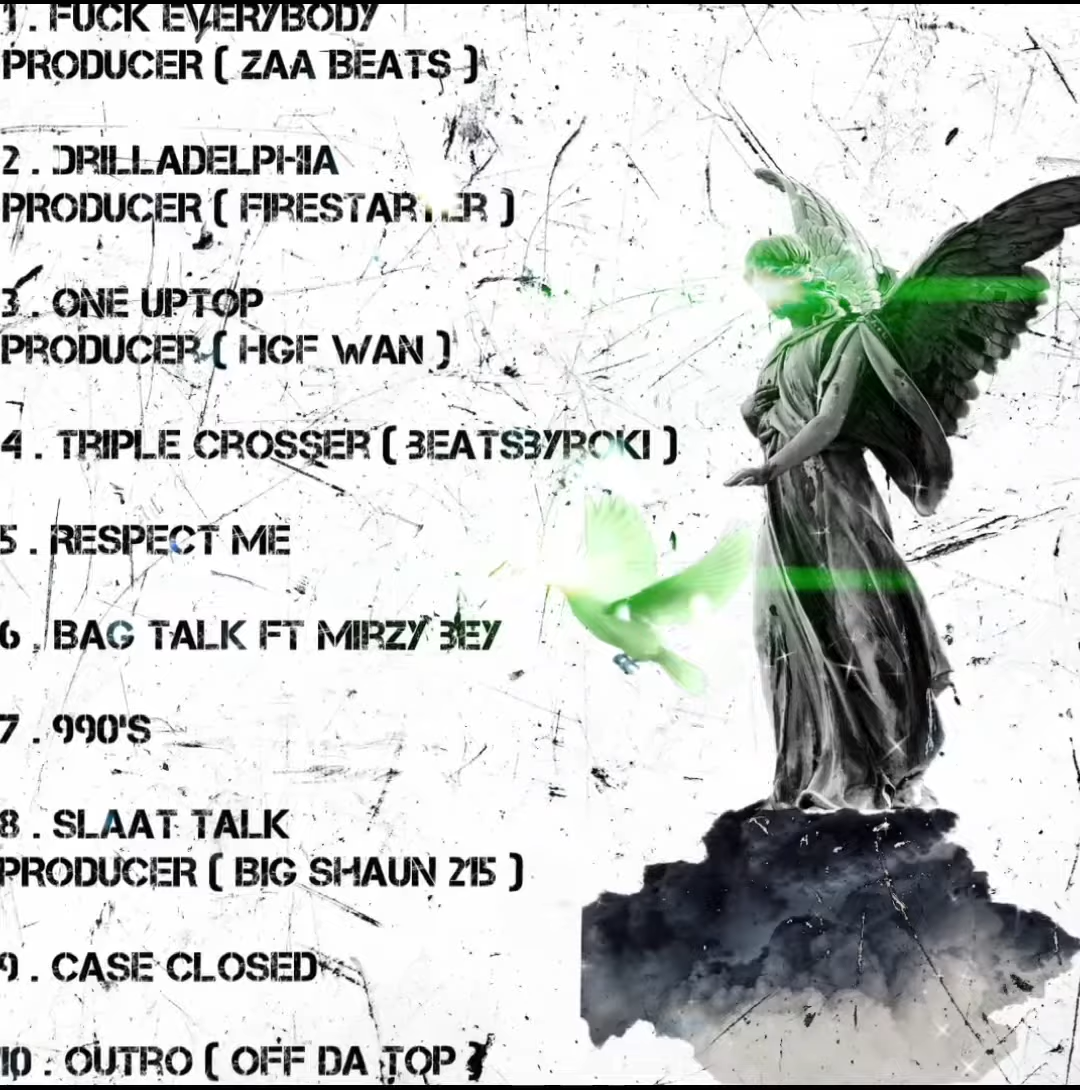 1 . FUCK EVERYBODY
PRODUCER ( ZAA BEATS )
2 . DRILLADELPHIA
PRODUCER ( FIRESTARTER )
3 . ONE UPTOP
PRODUCER ( HGF WAN )
4 . TRIPLE CROSSER ( BEATSBYROKI )
5 . RESPECT ME
6 . BAG TALK FT MIRZY BEY
7 . 990'S
8 . SLAAT TALK
PRODUCER ( BIG SHAUN 215 )
9 . CASE CLOSED
10 . OUTRO ( OFF DA TOP )